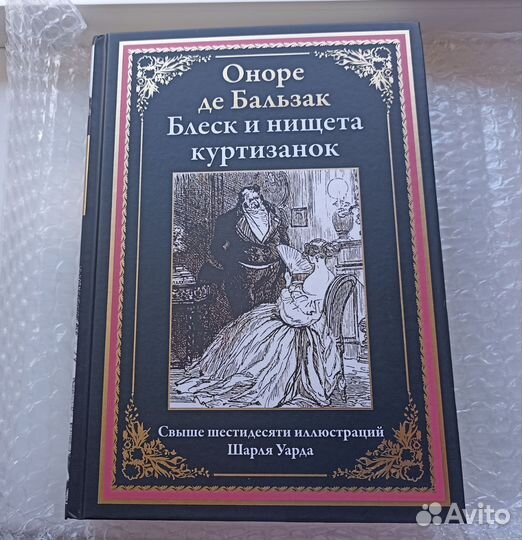 Оноре
де Бальзак
Блеск и нищета
куртизанок
Свыше шестидесяти иллюстраций
Шарля Уарда
Avito